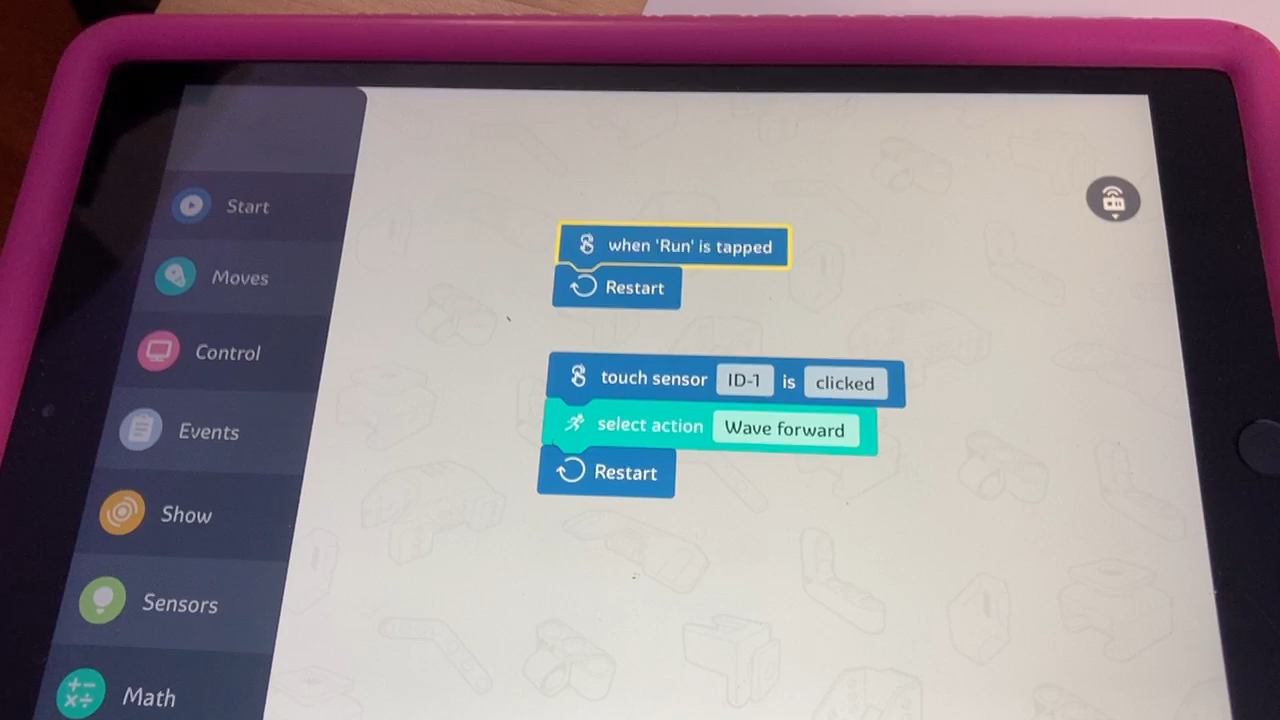 Start
Moves
Control
Events
Show
Sensors
Math
when 'Run' is tapped
Restart
touch sensor ID-1 is clicked
select action Wave forward
Restart